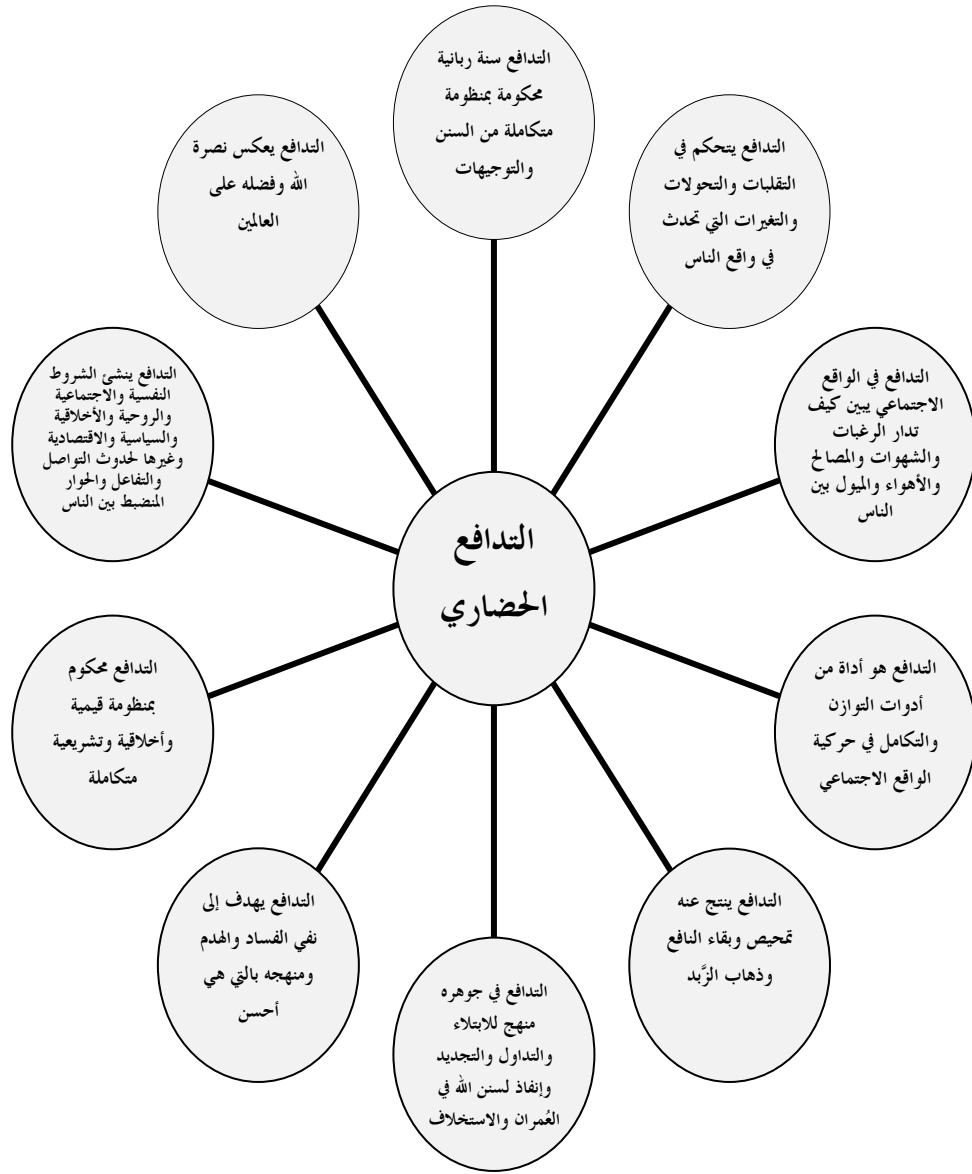 التدافع سنة ربانية
محكومة بمنظومة
متكاملة من السنن
والتوجيهات
التدافع يتحكم في
التقلبات والتحولات
والتغيرات التي تحدث
في واقع الناس
التدافع في الواقع
الاجتماعي يبين كيف
تدار الرغبات
والشهوات والمصالح
والأهواء والميول بين
الناس
التدافع هو أداة من
أدوات التوازن
والتكامل في حركية
الواقع الاجتماعي
التدافع ينتج عنه
تمحيص وبقاء النافع
وذهاب الزَّبد
التدافع في جوهره
منهج للابتلاء
والتداول والتجديد
وإنفاذ لسنن الله في
العُمران والاستخلاف
التدافع يهدف إلى
نفي الفساد والهدم
ومنهجه بالتي هي
أحسن
التدافع محكوم
بمنظومة قيمية
وأخلاقية وتشريعية
متكاملة
التدافع ينشئ الشروط
النفسية والاجتماعية
والروحية والأخلاقية
والسياسية والاقتصادية
وغيرها لحدوث التواصل
والتفاعل والحوار
المنضبط بين الناس
التدافع يعكس نصرة
الله وفضله على
العالمين
التدافع
الحضاري